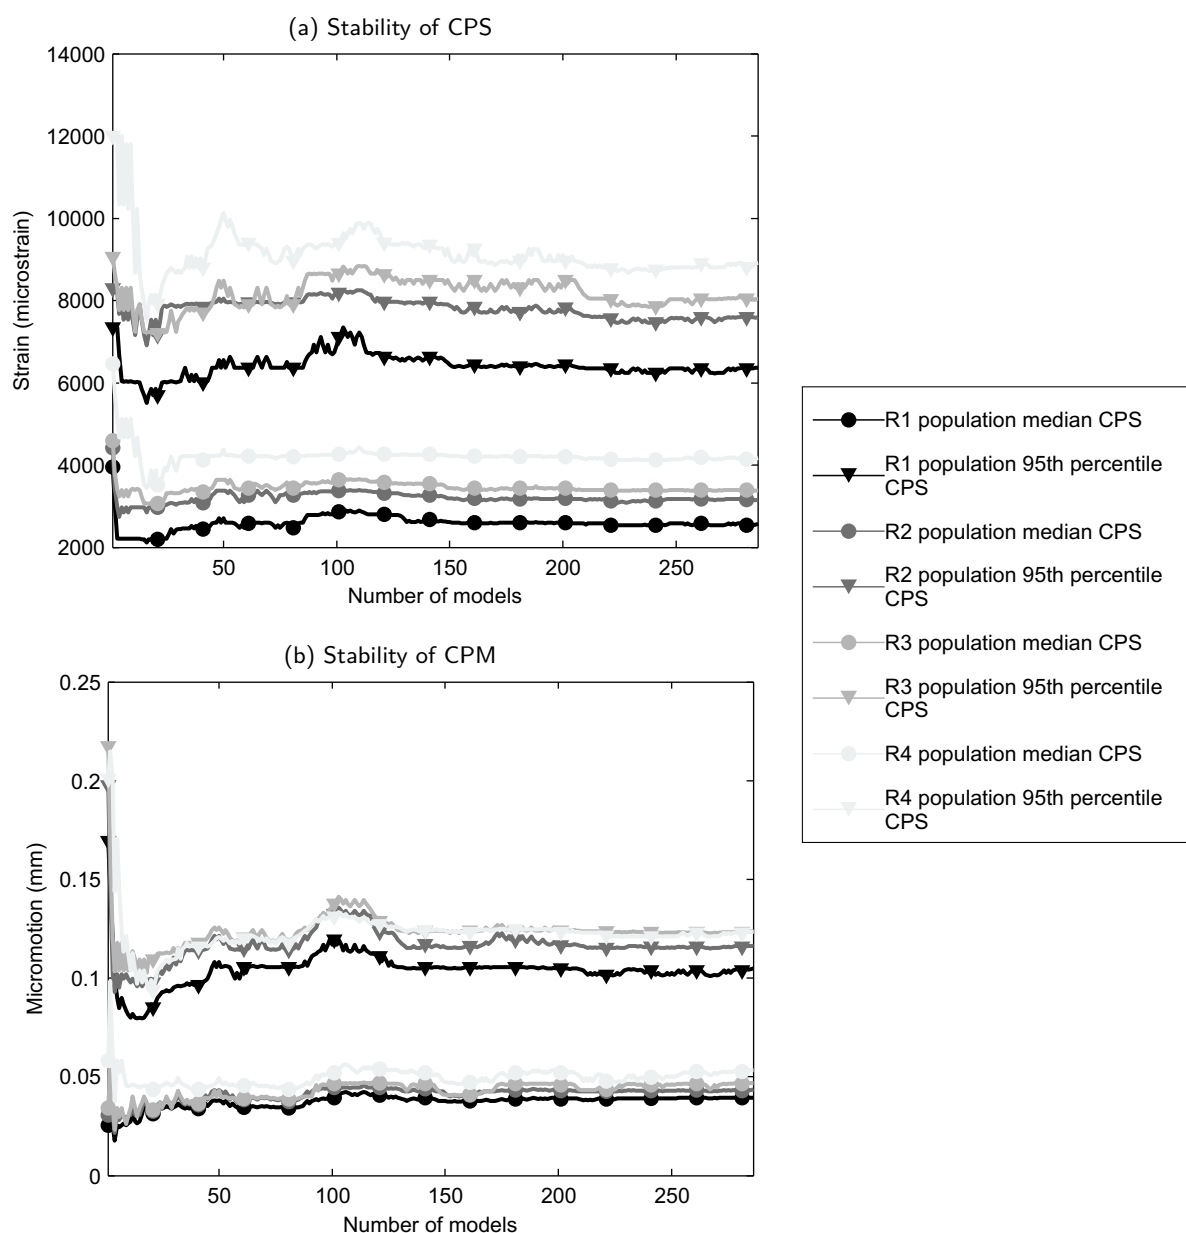 (a) Stability of CPS
14000
12000
10000
8000
6000
4000
2000
Strain (microstrain)
50
100
150
200
250
Number of models
R1 population median CPS
R1 population 95th percentile
CPS
R2 population median CPS
R2 population 95th percentile
CPS
R3 population median CPS
R3 population 95th percentile
CPS
R4 population median CPS
R4 population 95th percentile
CPS
(b) Stability of CPM
0.25
0.2
0.15
0.1
0.05
0
Micromotion (mm)
50
100
150
200
250
Number of models